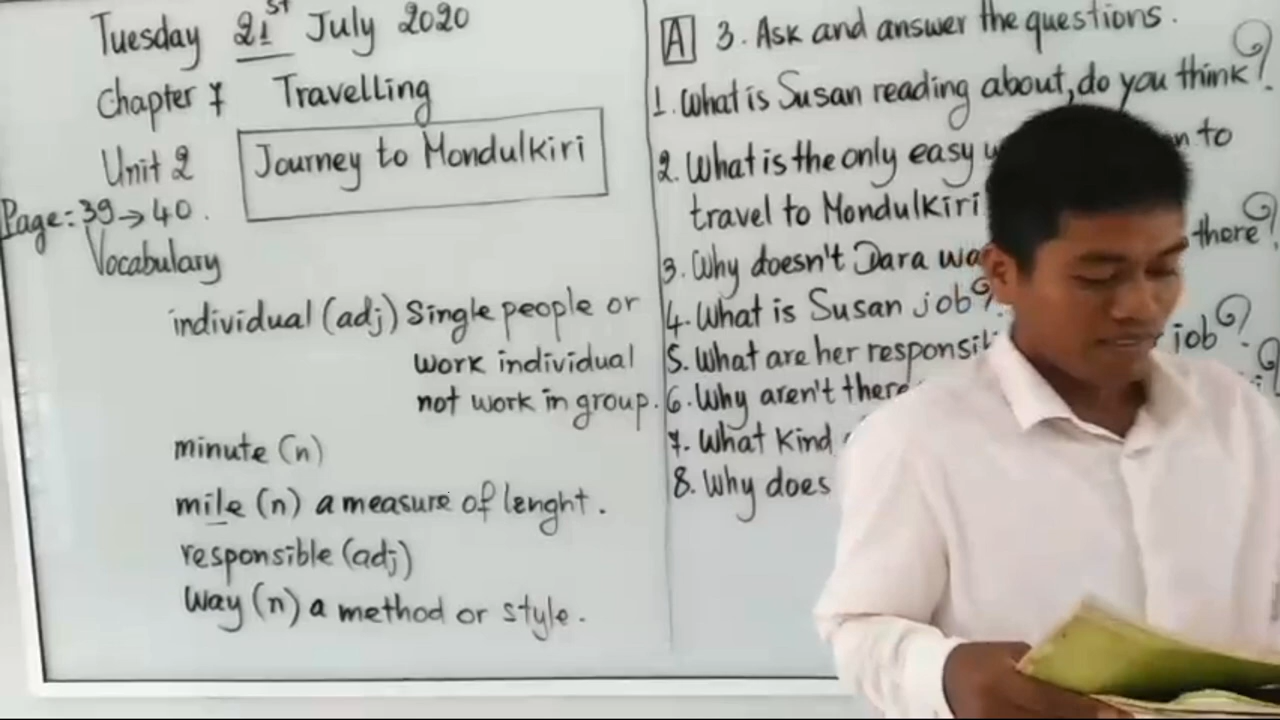 Tuesday 21st July 2020
Chapter 7 Travelling
Unit 2 Journey to Mondulkiri
Page: 39 → 40.
Vocabulary
individual (adj) Single people or
work individual
not work in group.
minute (n)
mile (n) a measure of lenght.
responsible (adj)
Way (n) a method or style.
A 3. Ask and answer the questions.
1. What is Susan reading about, do you think?
2. What is the only easy to
travel to Mondulkiri
3. Why doesn't Dara there?
4. What is Susan job?
5. What are her job?
6. Why aren't there
7. What Kind
8. Why does